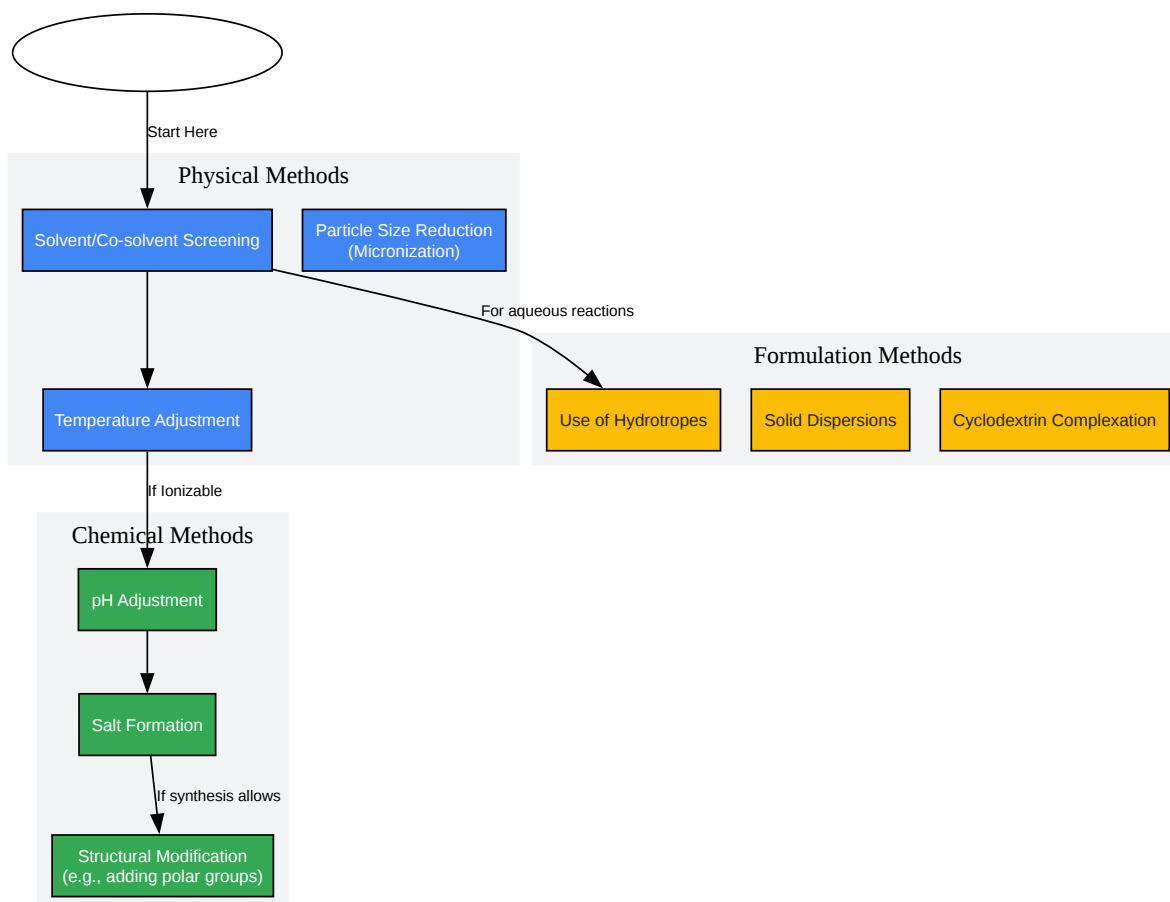 Start Here
Physical Methods
Solvent/Co-solvent Screening
Particle Size Reduction
(Micronization)
For aqueous reactions
Formulation Methods
Temperature Adjustment
Use of Hydrotropes
Solid Dispersions
Cyclodextrin Complexation
If Ionizable
Chemical Methods
pH Adjustment
Salt Formation
If synthesis allows
Structural Modification
(e.g., adding polar groups)